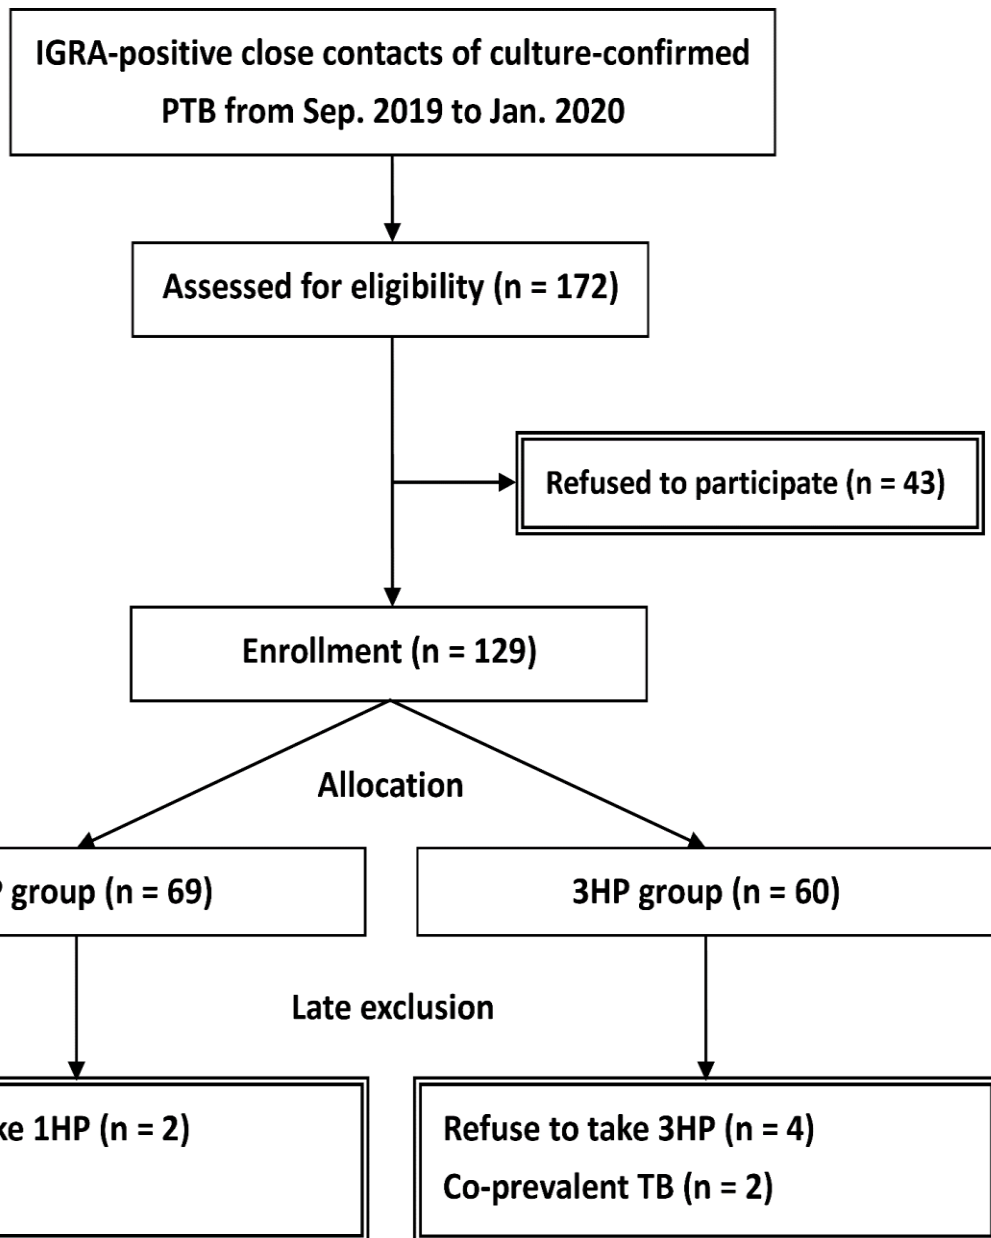 IGRA-positive close contacts of culture-confirmed
PTB from Sep. 2019 to Jan. 2020
Assessed for eligibility (n = 172)
Refused to participate (n = 43)
Enrollment (n = 129)
Allocation
group (n = 69)
3HP group (n = 60)
Late exclusion
1HP (n = 2)
Refuse to take 3HP (n = 4)
Co-prevalent TB (n = 2)